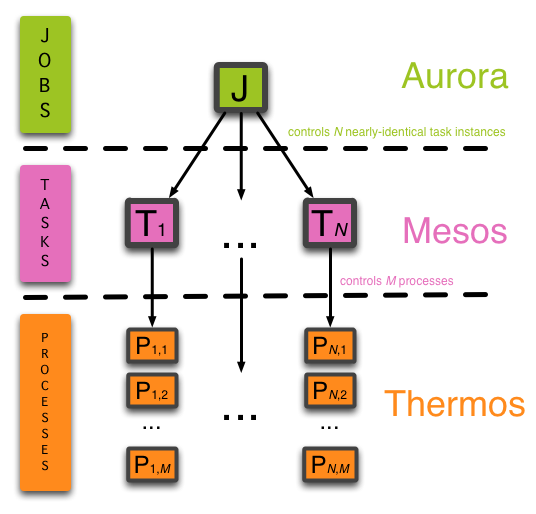 JOBS
Aurora
J
controls N nearly-identical task instances
TASKS
T1
...
TN
Mesos
controls M processes
PROCESSES
P1,1
PN,1
P1,2
PN,2
Thermos
...
...
...
P1,M
PN,M